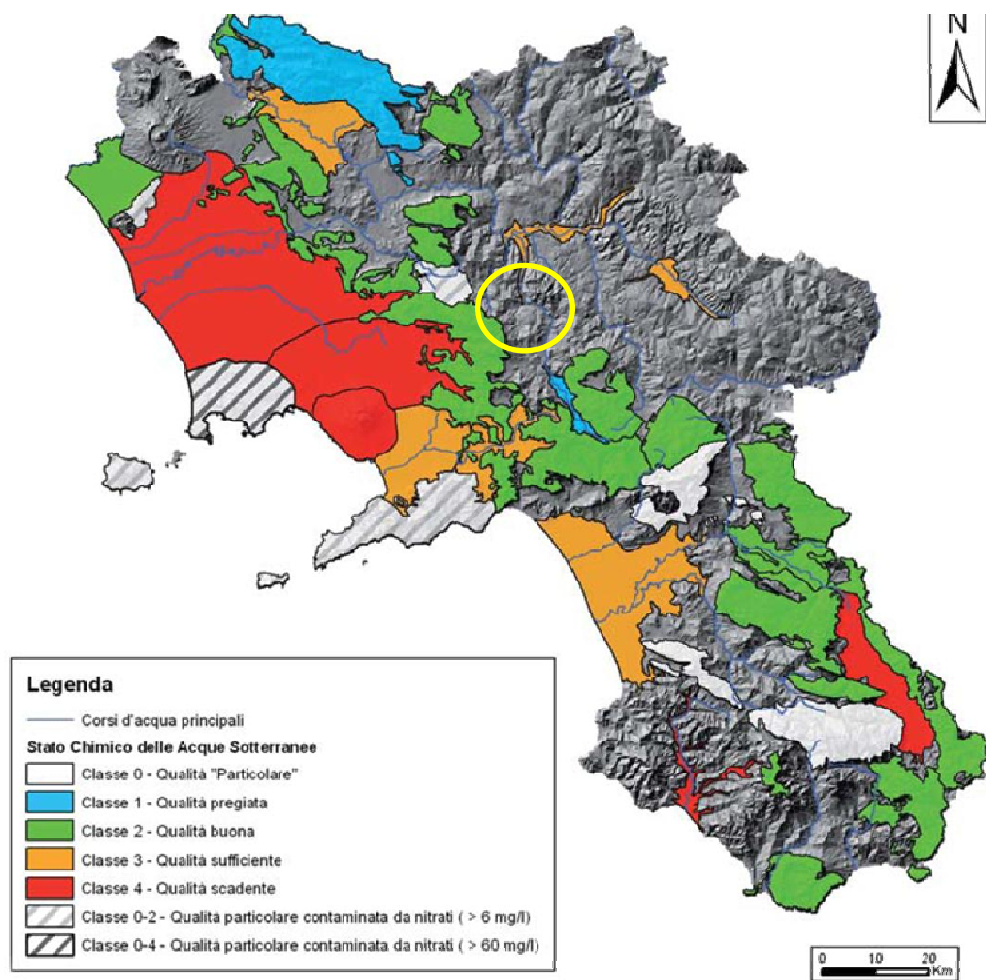 N
Legenda
Corsi d'acqua principali
Stato Chimico delle Acque Sotterranee
Classe 0 - Qualità "Particolare"
Classe 1 - Qualità pregiata
Classe 2 - Qualità buona
Classe 3 - Qualità sufficiente
Classe 4 - Qualità scadente
Classe 0-2 - Qualità particolare contaminata da nitrati ( > 6 mg/l)
Classe 0-4 - Qualità particolare contaminata da nitrati ( > 60 mg/l)
0 10 20
Km